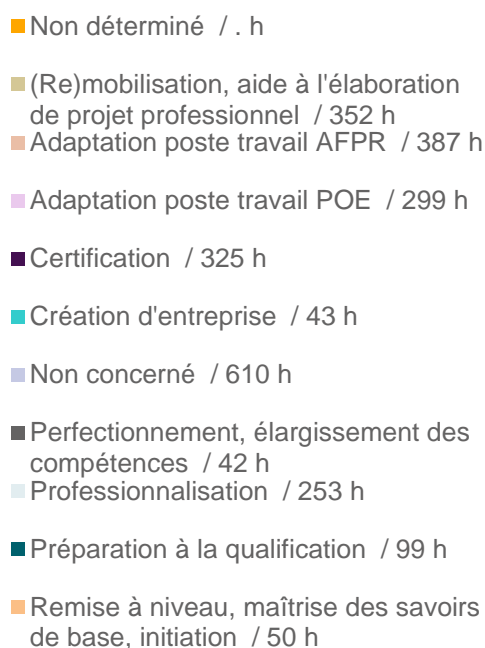 Non déterminé / . h
(Re)mobilisation, aide à l'élaboration
de projet professionnel / 352 h
Adaptation poste travail AFPR / 387 h
Adaptation poste travail POE / 299 h
Certification / 325 h
Création d'entreprise / 43 h
Non concerné / 610 h
Perfectionnement, élargissement des
compétences / 42 h
Professionnalisation / 253 h
Préparation à la qualification / 99 h
Remise à niveau, maîtrise des savoirs
de base, initiation / 50 h